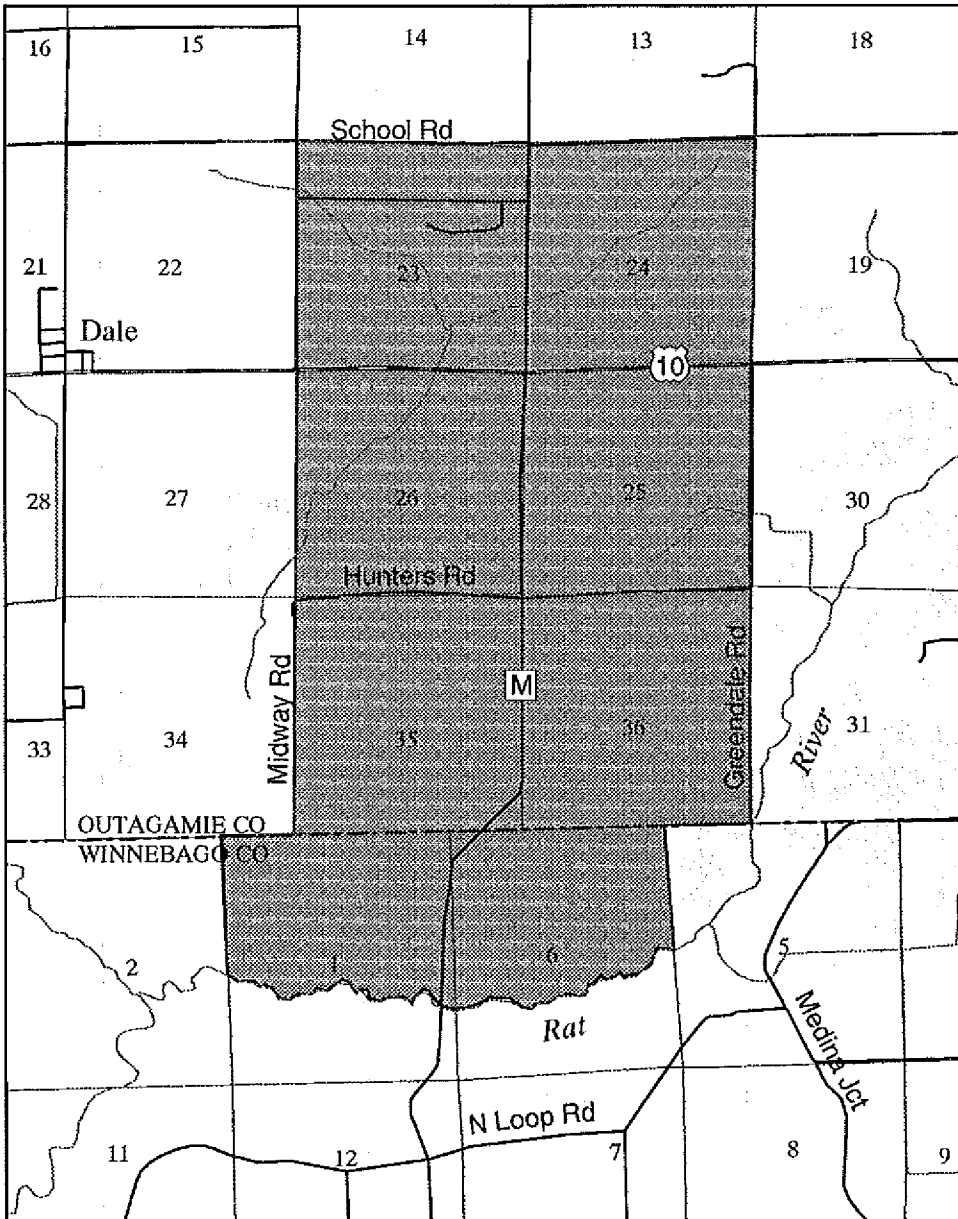 16
15
14
13
18
School Rd
21
22
23
24
19
Dale
10
28
27
26
25
30
Hunters Rd
Midway Rd
M
Greendale Rd
River
33
34
35
36
31
OUTAGAMIE CO
WINNEBAGO CO
2
1
6
5
Rat
Medina Jct
N Loop Rd
11
12
7
8
9